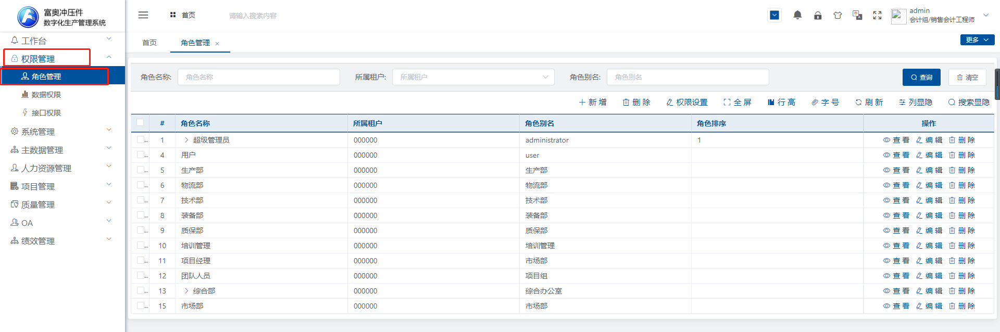 富奥冲压件
数字化生产管理系统
首页
请输入搜索内容
admin
会计组/销售会计工程师
工作台
权限管理
角色管理
数据权限
接口权限
系统管理
主数据管理
人力资源管理
项目管理
质量管理
OA
绩效管理
首页 角色管理 ×
更多
角色名称: 角色名称 所属租户: 所属租户 角色别名: 角色别名 查询 清空
新 增 删 除 权限设置 全 屏 行 高 字 号 刷 新 列显隐 搜索显隐
# 角色名称 所属租户 角色别名 角色排序 操作
1 超级管理员 000000 administrator 1 查 看 编 辑 删 除
4 用户 000000 user 查 看 编 辑 删 除
5 生产部 000000 生产部 查 看 编 辑 删 除
6 物流部 000000 物流部 查 看 编 辑 删 除
7 技术部 000000 技术部 查 看 编 辑 删 除
8 装备部 000000 装备部 查 看 编 辑 删 除
9 质保部 000000 质保部 查 看 编 辑 删 除
10 培训管理 000000 培训管理 查 看 编 辑 删 除
11 项目经理 000000 市场部 查 看 编 辑 删 除
12 团队人员 000000 项目组 查 看 编 辑 删 除
13 综合部 000000 综合办公室 查 看 编 辑 删 除
15 市场部 000000 市场部 查 看 编 辑 删 除